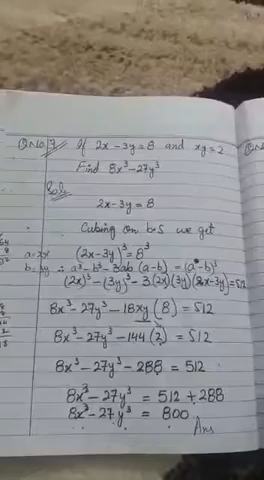 Q.No.7 If 2x - 3y = 8 and xy = 2
Find 8x³ - 27y³
Sol:
2x - 3y = 8
Cubing on b.s we get
a = 2x (2x - 3y)³ = 8³
b = 3y ∴ a³ - b³ - 3ab (a - b) = (a - b)³
(2x)³ - (3y)³ - 3(2x)(3y)(2x - 3y) = 512
8x³ - 27y³ - 18xy (8) = 512
8x³ - 27y³ - 144 (2) = 512
8x³ - 27y³ - 288 = 512
8x³ - 27y³ = 512 + 288
8x³ - 27y³ = 800
Ans